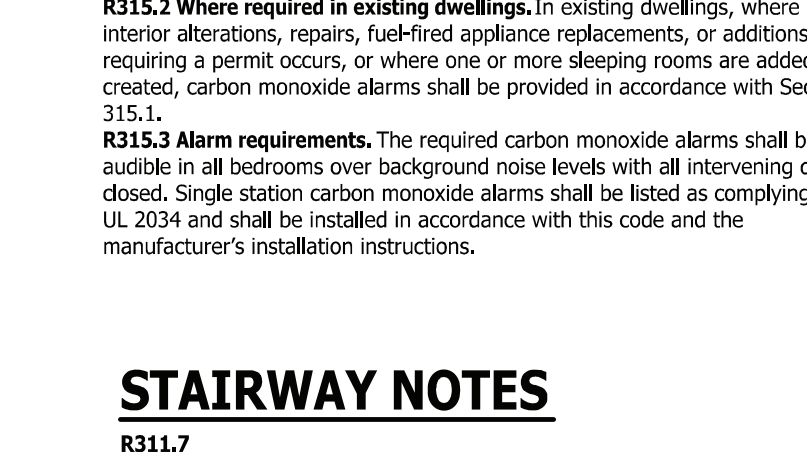 R315.2 Where required in existing dwellings. In existing dwellings, where
interior alterations, repairs, fuel-fired appliance replacements, or additions
requiring a permit occurs, or where one or more sleeping rooms are added
created, carbon monoxide alarms shall be provided in accordance with Sec
315.1.
R315.3 Alarm requirements. The required carbon monoxide alarms shall b
audible in all bedrooms over background noise levels with all intervening
closed. Single station carbon monoxide alarms shall be listed as complying
UL 2034 and shall be installed in accordance with this code and the
manufacturer's installation instructions.
STAIRWAY NOTES
R311.7